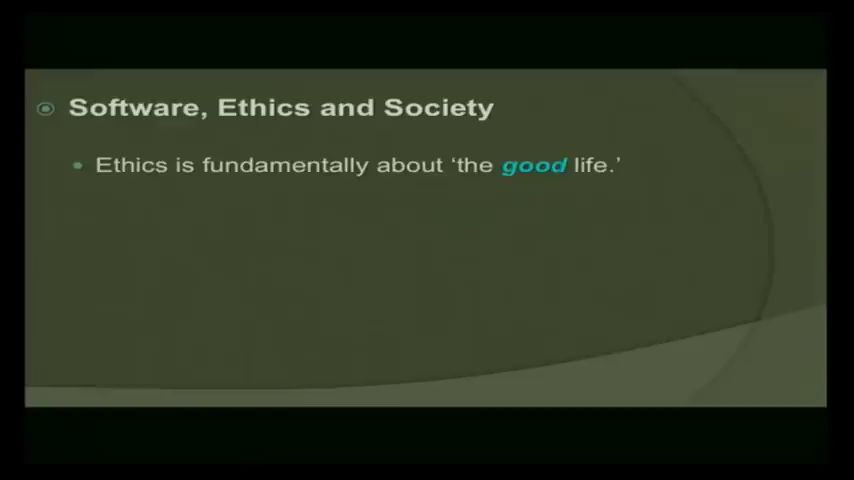 Software, Ethics and Society
Ethics is fundamentally about ‘the good life.’